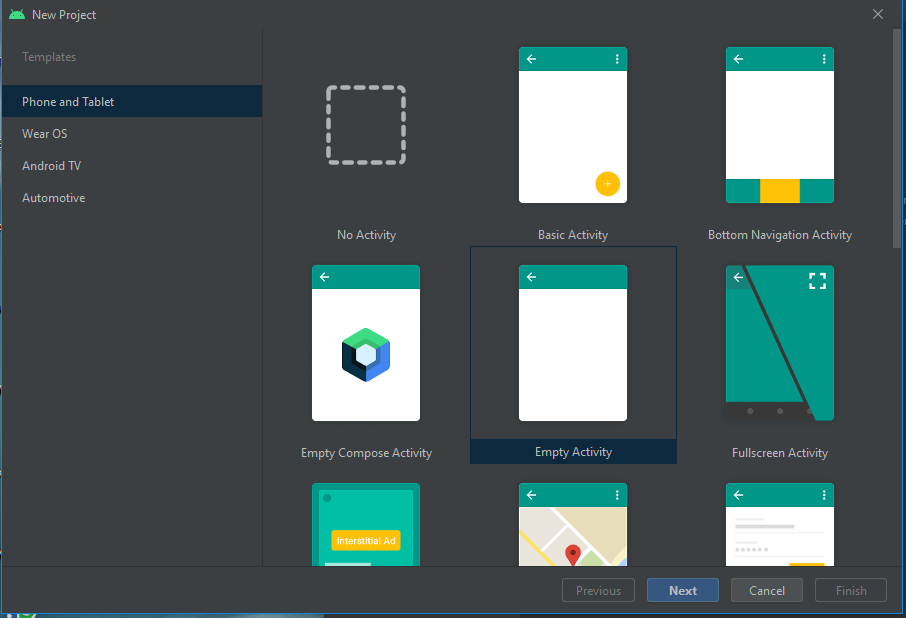 New Project
Templates
Phone and Tablet
Wear OS
Android TV
Automotive
No Activity
Basic Activity
Bottom Navigation Activity
Empty Compose Activity
Empty Activity
Fullscreen Activity
Interstitial Ad
Previous
Next
Cancel
Finish